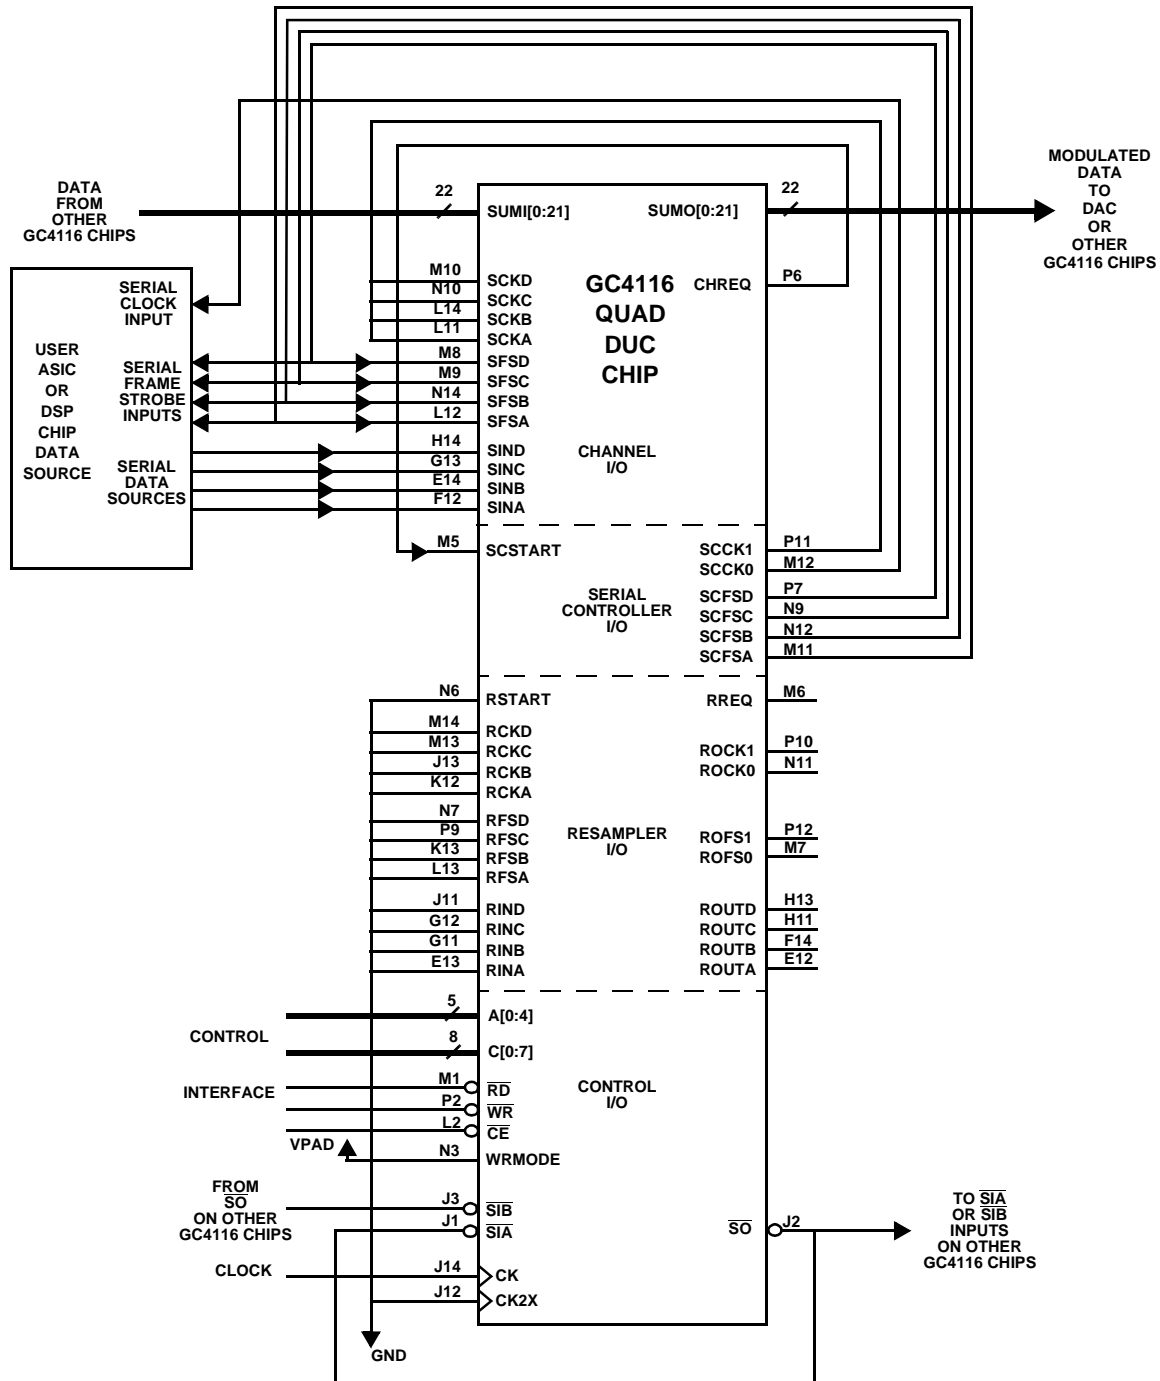 DATA
FROM
OTHER
GC4116 CHIPS
22
SUMI[0:21]
SUMO[0:21]
22
MODULATED
DATA
TO
DAC
OR
OTHER
GC4116 CHIPS
SERIAL
CLOCK
INPUT
USER
ASIC
OR
DSP
CHIP
DATA
SOURCE
SERIAL
FRAME
STROBE
INPUTS
SERIAL
DATA
SOURCES
M10 SCKD
N10 SCKC
L14 SCKB
L11 SCKA
M8 SFSD
M9 SFSC
N14 SFSB
L12 SFSA
H14 SIND
G13 SINC
E14 SINB
F12 SINA
GC4116
QUAD
DUC
CHIP
CHREQ P6
CHANNEL
I/O
M5 SCSTART
SERIAL
CONTROLLER
I/O
SCCK1 P11
SCCK0 M12
SCFSD P7
SCFSC N9
SCFSB N12
SCFSA M11
N6 RSTART
M14 RCKD
M13 RCKC
J13 RCKB
K12 RCKA
N7 RFSD
P9 RFSC
K13 RFSB
L13 RFSA
J11 RIND
G12 RINC
G11 RINB
E13 RINA
RESAMPLER
I/O
RREQ M6
ROCK1 P10
ROCK0 N11
ROFS1 P12
ROFS0 M7
ROUTD H13
ROUTC H11
ROUTB F14
ROUTA E12
CONTROL
INTERFACE
5 A[0:4]
8 C[0:7]
M1 RD
P2 WR
L2 CE
VPAD
N3 WRMODE
CONTROL
I/O
FROM
SO
ON OTHER
GC4116 CHIPS
J3 SIB
J1 SIA
SO J2
TO SIA
OR SIB
INPUTS
ON OTHER
GC4116 CHIPS
CLOCK
J14 CK
J12 CK2X
GND